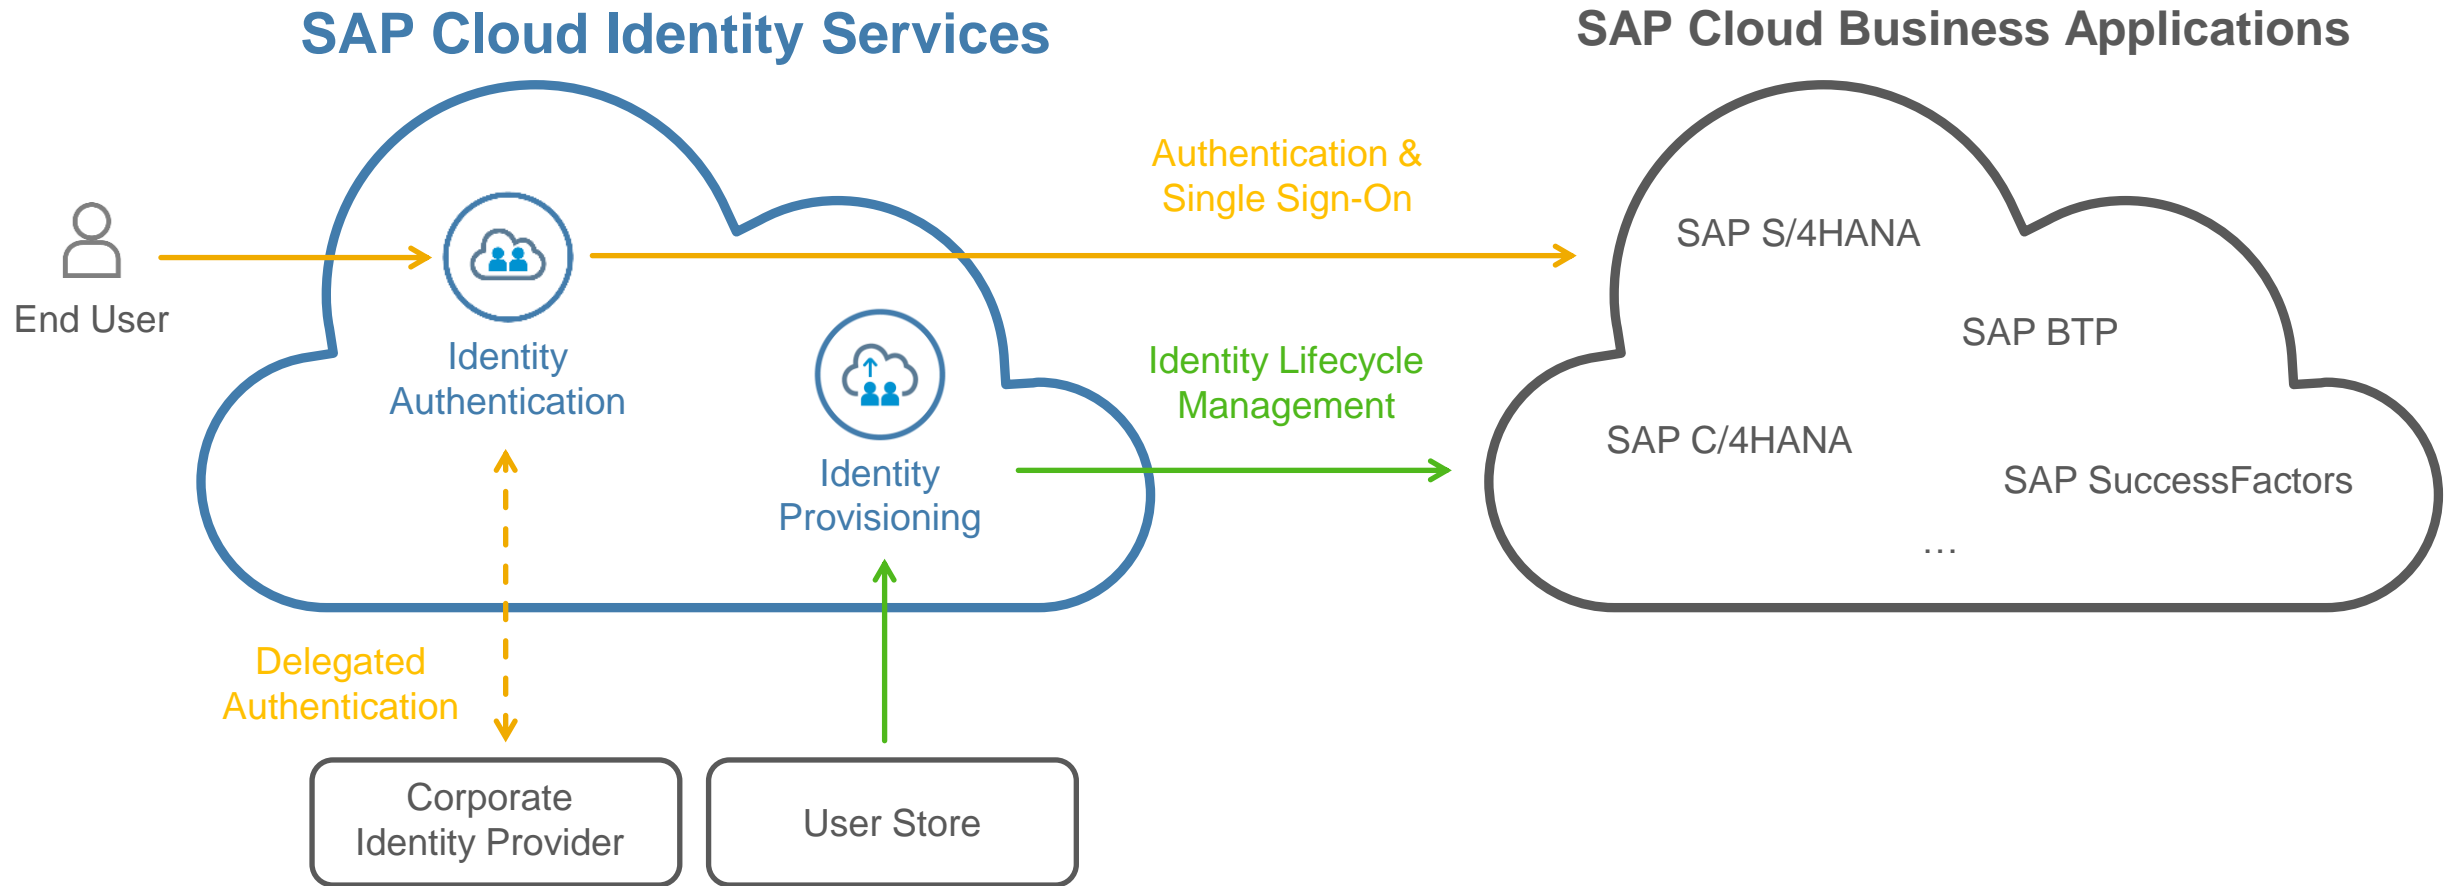 SAP Cloud Identity Services
SAP Cloud Business Applications
End User
Identity
Authentication
Identity
Provisioning
Authentication &
Single Sign-On
Identity Lifecycle
Management
SAP S/4HANA
SAP BTP
SAP C/4HANA
SAP SuccessFactors
…
Delegated
Authentication
Corporate
Identity Provider
User Store